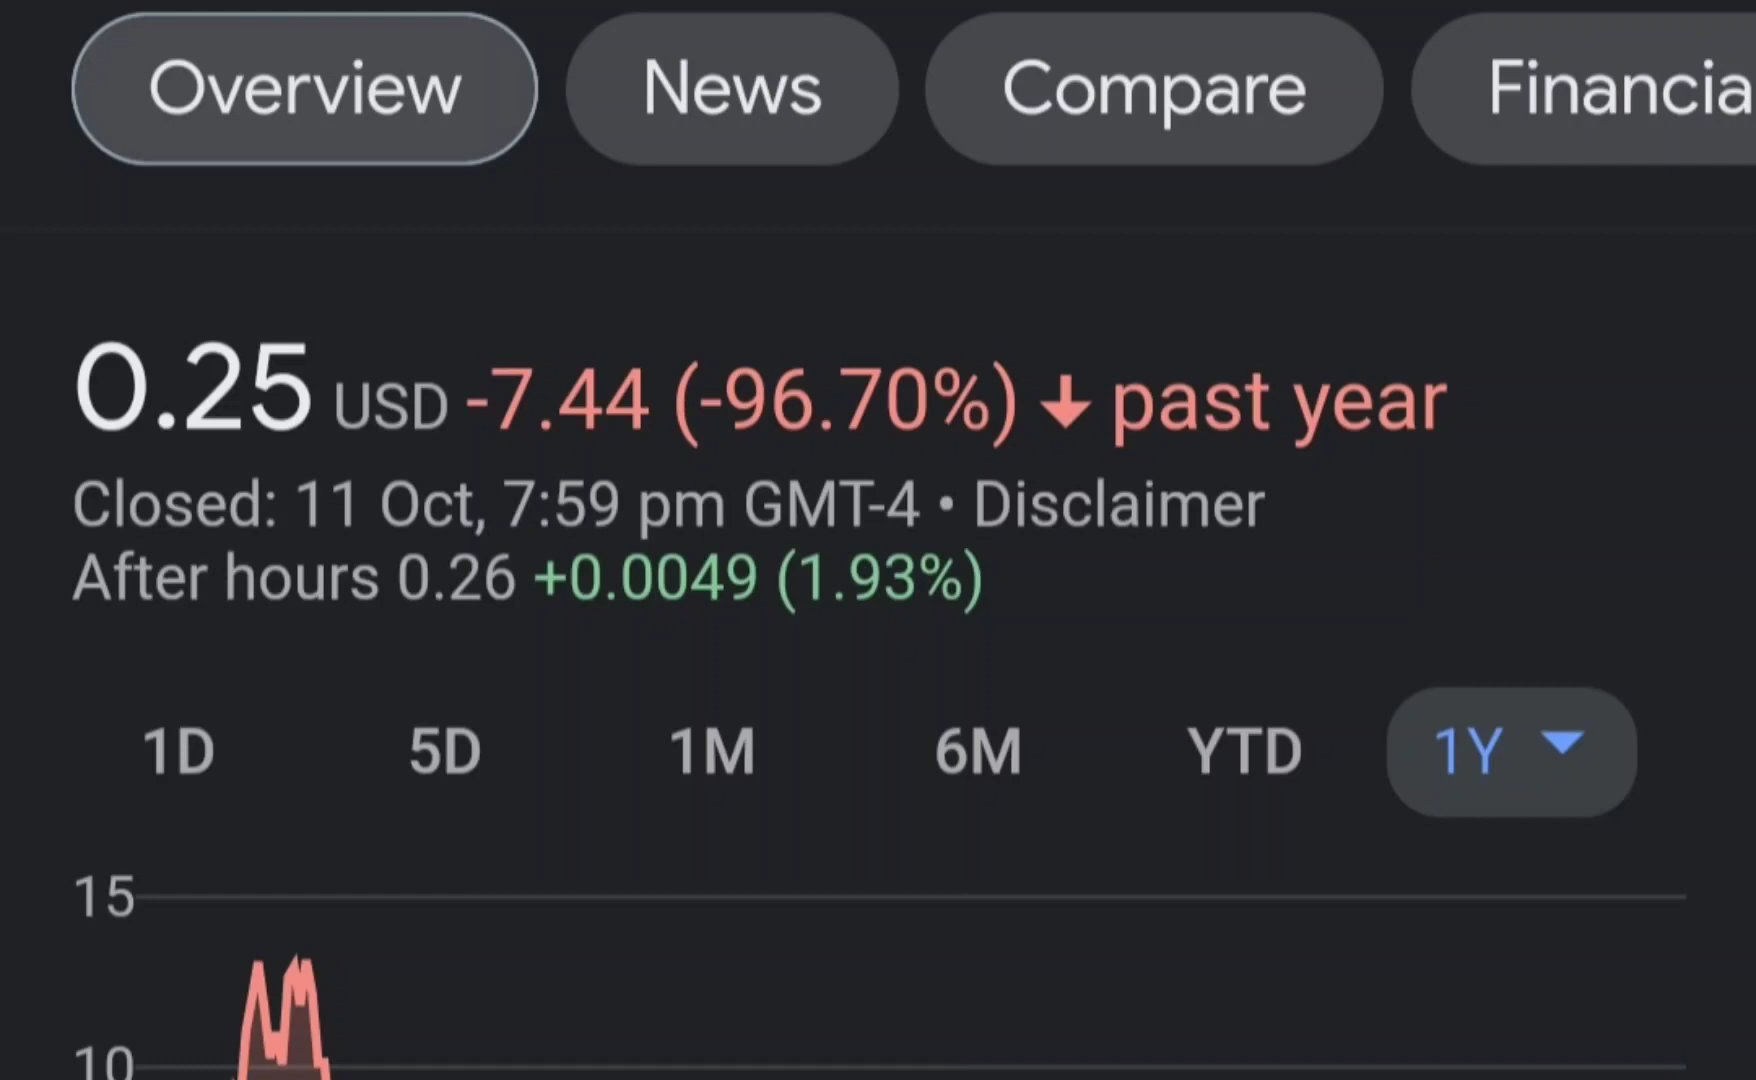 Overview News Compare Financia
0.25 USD -7.44 (-96.70%) ↓ past year
Closed: 11 Oct, 7:59 pm GMT-4 • Disclaimer
After hours 0.26 +0.0049 (1.93%)
1D 5D 1M 6M YTD 1Y
15
10